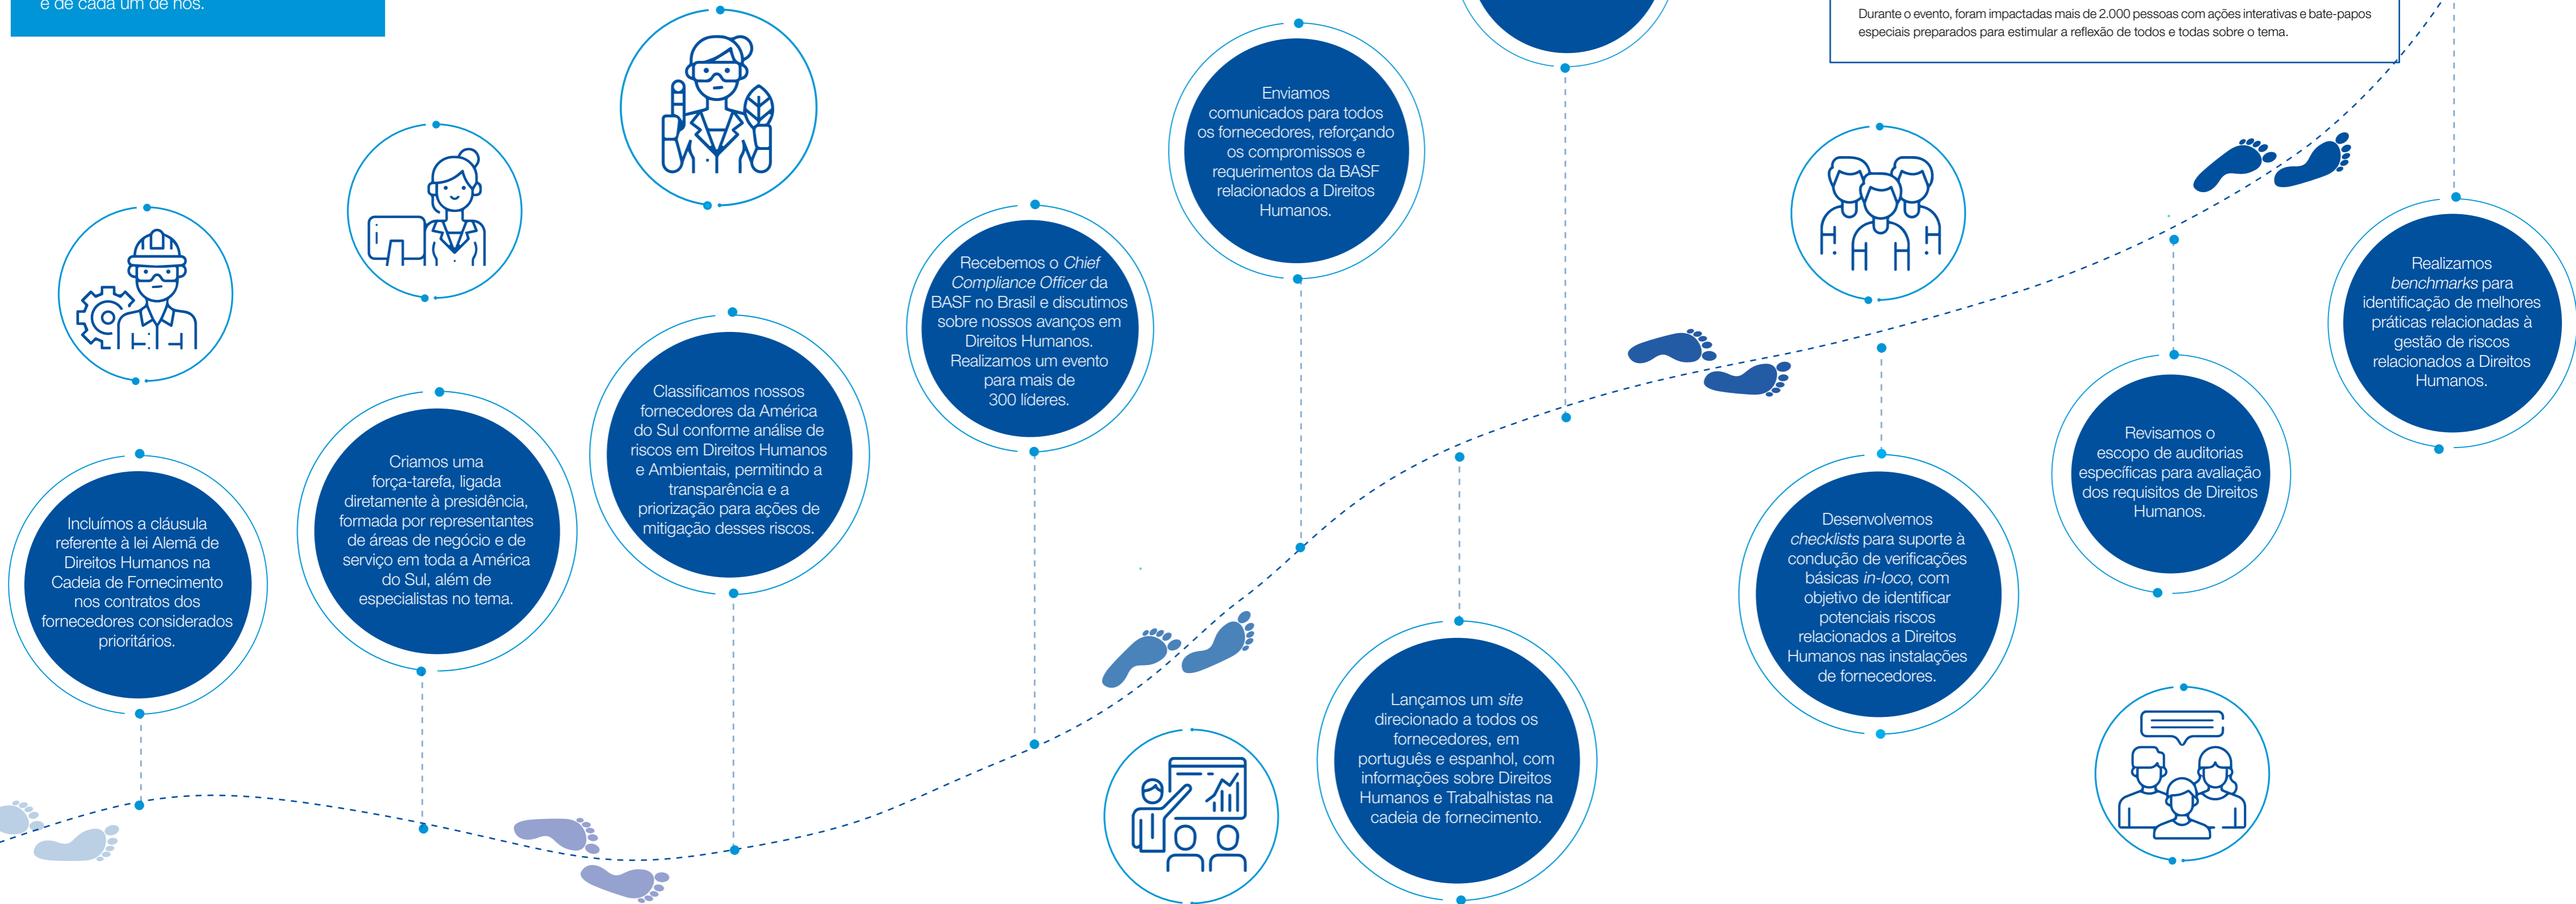 e de cada um de nós.
Durante o evento, foram impactadas mais de 2.000 pessoas com ações interativas e bate-papos
especiais preparados para estimular a reflexão de todos e todas sobre o tema.
Incluímos a cláusula
referente à lei Alemã de
Direitos Humanos na
Cadeia de Fornecimento
nos contratos dos
fornecedores considerados
prioritários.
Criamos uma
força-tarefa, ligada
diretamente à presidência,
formada por representantes
de áreas de negócio e de
serviço em toda a América
do Sul, além de
especialistas no tema.
Classificamos nossos
fornecedores da América
do Sul conforme análise de
riscos em Direitos Humanos
e Ambientais, permitindo a
transparência e a
priorização para ações de
mitigação desses riscos.
Recebemos o Chief
Compliance Officer da
BASF no Brasil e discutimos
sobre nossos avanços em
Direitos Humanos.
Realizamos um evento
para mais de
300 líderes.
Enviamos
comunicados para todos
os fornecedores, reforçando
os compromissos e
requerimentos da BASF
relacionados a Direitos
Humanos.
Lançamos um site
direcionado a todos os
fornecedores, em
português e espanhol, com
informações sobre Direitos
Humanos e Trabalhistas na
cadeia de fornecimento.
Desenvolvemos
checklists para suporte à
condução de verificações
básicas in-loco, com
objetivo de identificar
potenciais riscos
relacionados a Direitos
Humanos nas instalações
de fornecedores.
Revisamos o
escopo de auditorias
específicas para avaliação
dos requisitos de Direitos
Humanos.
Realizamos
benchmarks para
identificação de melhores
práticas relacionadas à
gestão de riscos
relacionados a Direitos
Humanos.